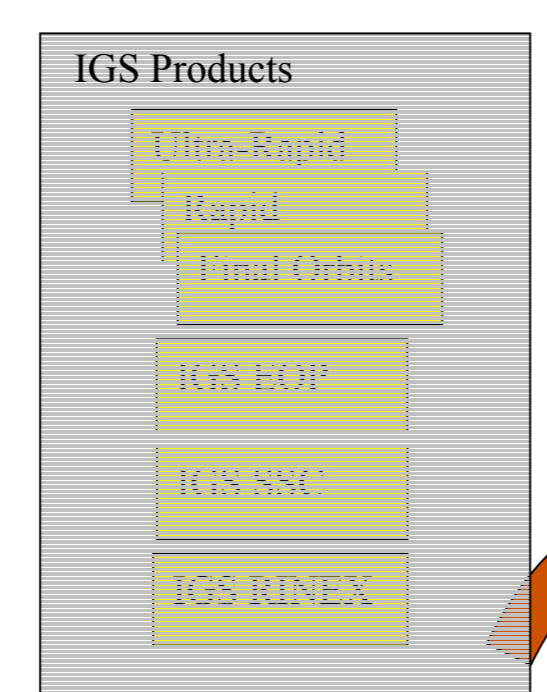 IGS Products
Ultra-Rapid
Rapid
Final Orbits
IGS EOP
IGS SSC
IGS RINEX